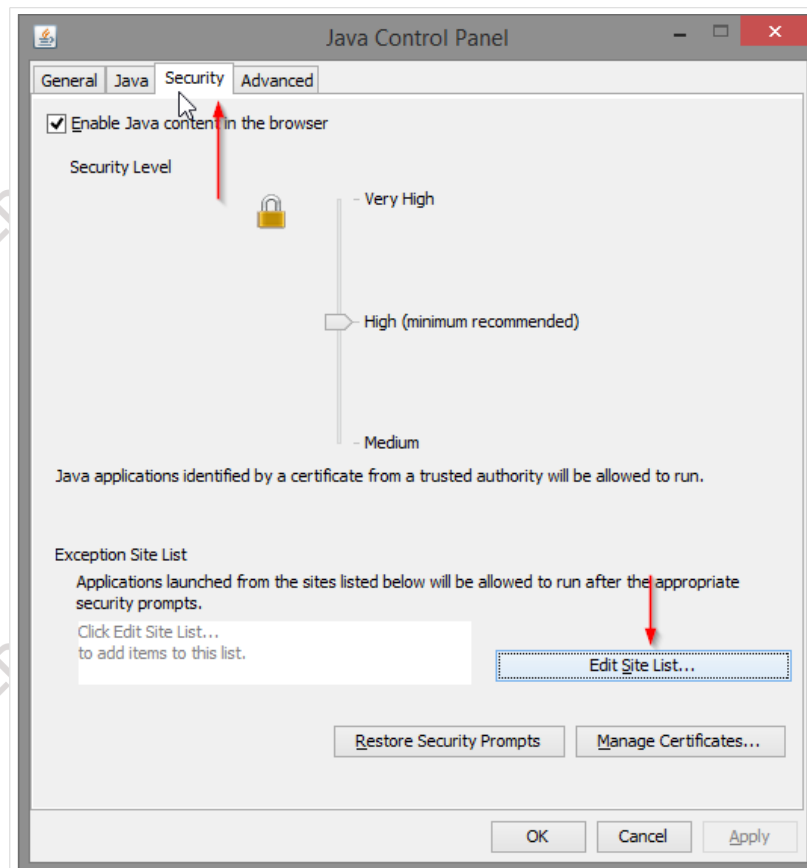 Java Control Panel
General Java Security Advanced
Enable Java content in the browser
Security Level
- Very High
- High (minimum recommended)
- Medium
Java applications identified by a certificate from a trusted authority will be allowed to run.
Exception Site List
Applications launched from the sites listed below will be allowed to run after the appropriate
security prompts.
Click Edit Site List...
to add items to this list.
Edit Site List...
Restore Security Prompts Manage Certificates...
OK Cancel Apply